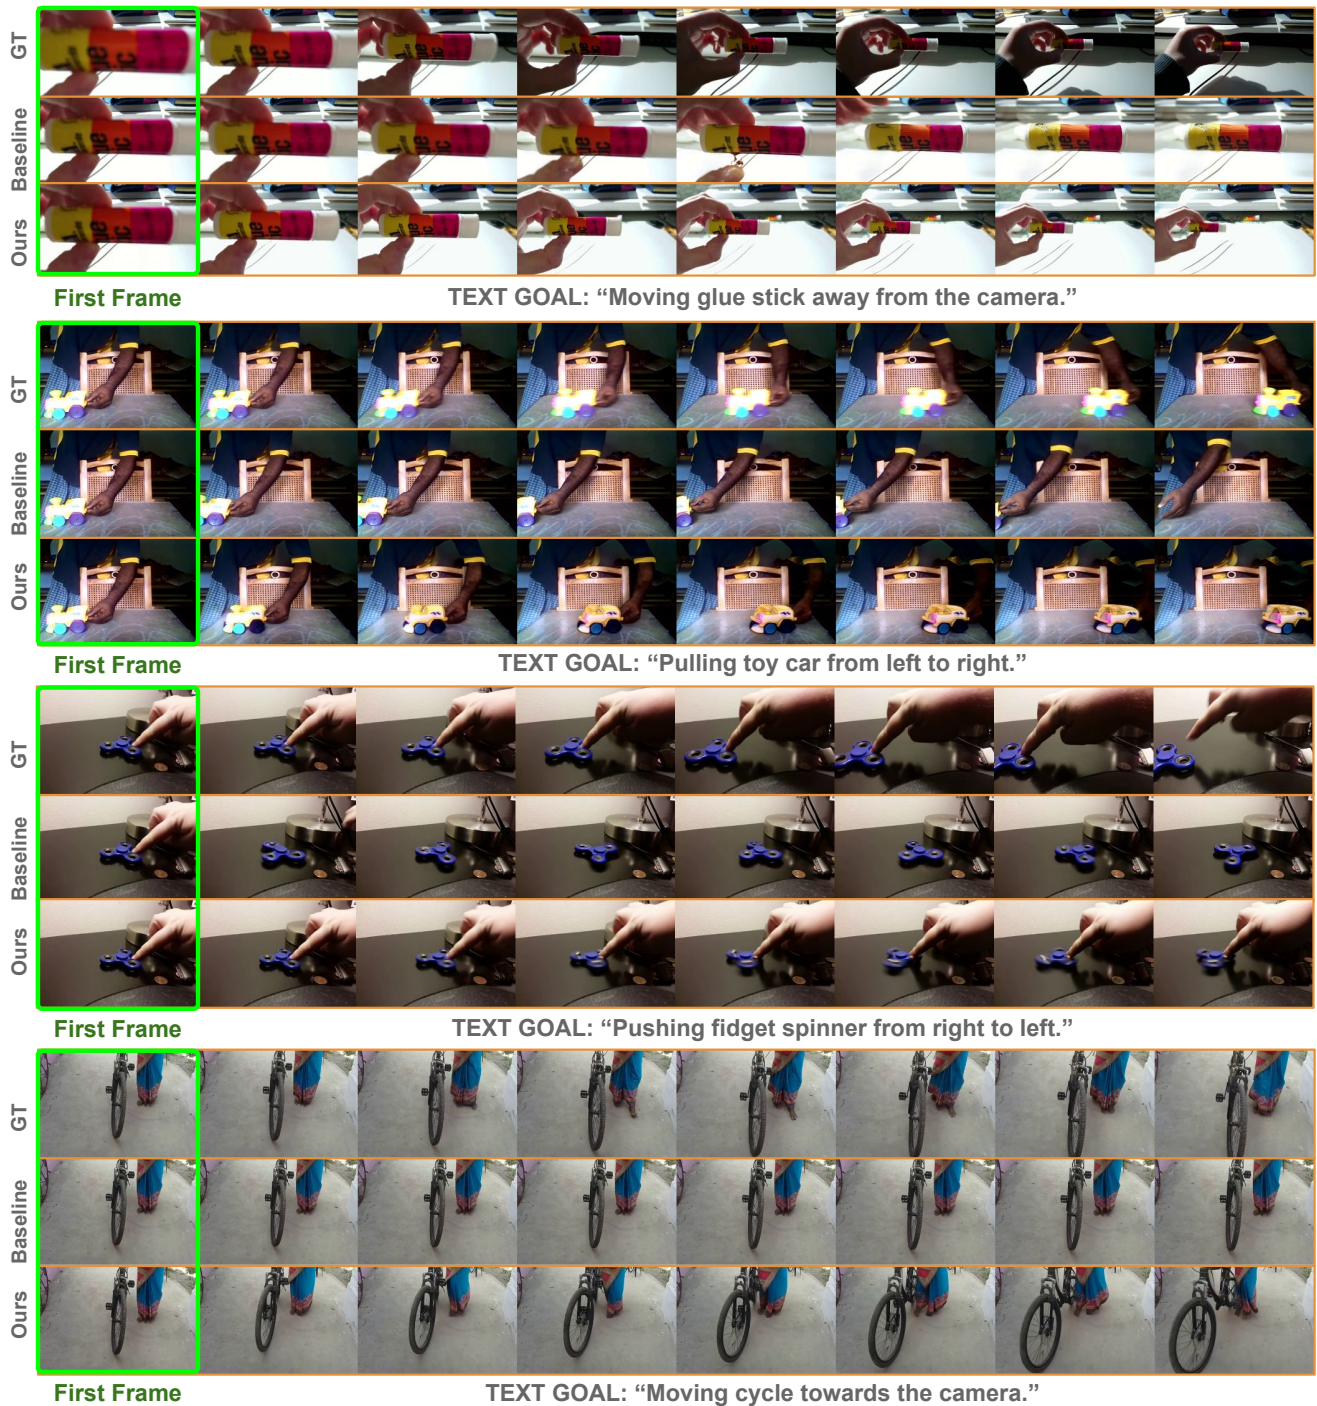 GT
Baseline
Ours
First Frame
TEXT GOAL: “Moving glue stick away from the camera.”
GT
Baseline
Ours
First Frame
TEXT GOAL: “Pulling toy car from left to right.”
GT
Baseline
Ours
First Frame
TEXT GOAL: “Pushing fidget spinner from right to left.”
GT
Baseline
Ours
First Frame
TEXT GOAL: “Moving cycle towards the camera.”